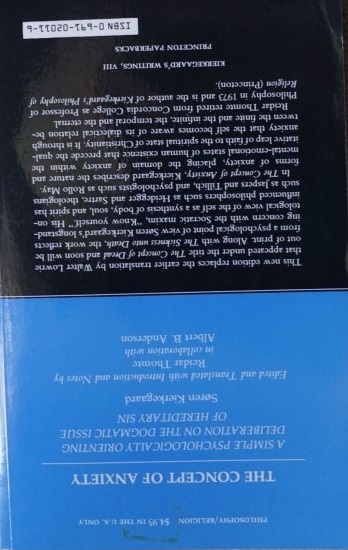 PHILOSOPHY/RELIGION
$4.95 IN THE U.S. ONLY
THE CONCEPT OF ANXIETY
A SIMPLE PSYCHOLOGICALLY ORIENTING
DELIBERATION ON THE DOGMATIC ISSUE
OF HEREDITARY SIN
Søren Kierkegaard
Edited and Translated with Introduction and Notes by
Reidar Thomte
in collaboration with
Albert B. Anderson
This new edition replaces the earlier translation by Walter Lowrie
that appeared under the title The Concept of Dread and soon will be
out of print. Along with The Sickness unto Death, the work reflects
from a psychological point of view Søren Kierkegaard's longstand-
ing concern with the Socratic maxim, "Know yourself." His on-
tological view of the self as a synthesis of body, soul, and spirit has
influenced philosophers such as Heidegger and Sartre, theologians
such as Jaspers and Tillich, and psychologists such as Rollo May.
In The Concept of Anxiety, Kierkegaard describes the nature and
forms of anxiety, placing the domain of anxiety within the
mental-emotional states of human existence that precede the qual-
itative leap of faith to the spiritual state of Christianity. It is through
anxiety that the self becomes aware of its dialectical relation be-
tween the finite and the infinite, the temporal and the eternal.
Reidar Thomte retired from Concordia College as Professor of
Philosophy in 1973 and is the author of Kierkegaard's Philosophy of
Religion (Princeton).
KIERKEGAARD'S WRITINGS, VIII
PRINCETON PAPERBACKS
ISBN 0-691-02011-6